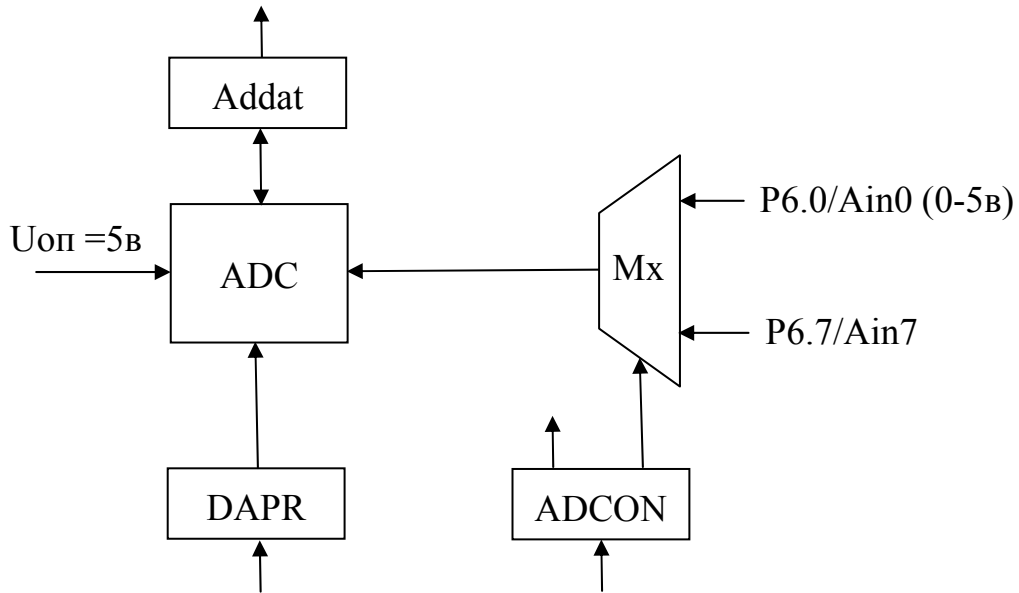 Addat
Uоп =5в
ADC
Mx
P6.0/Ain0 (0-5в)
P6.7/Ain7
DAPR
ADCON